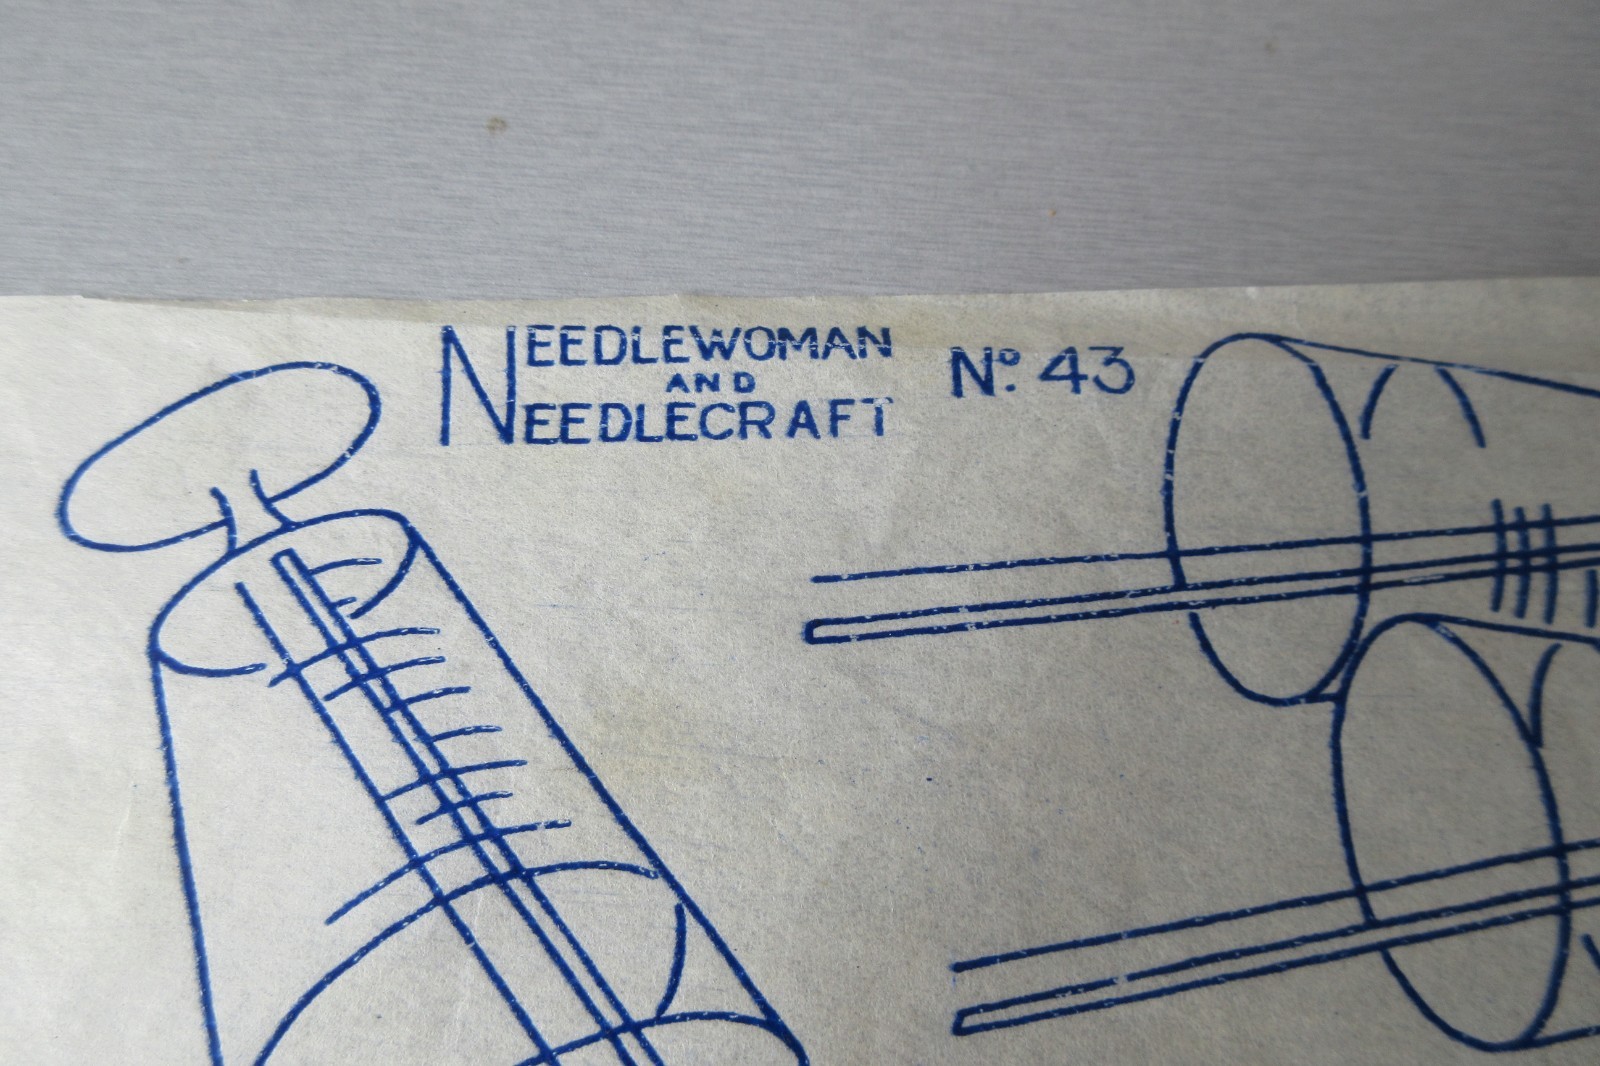 NEEDLEWOMAN
AND
NEEDLECRAFT
Nº. 43